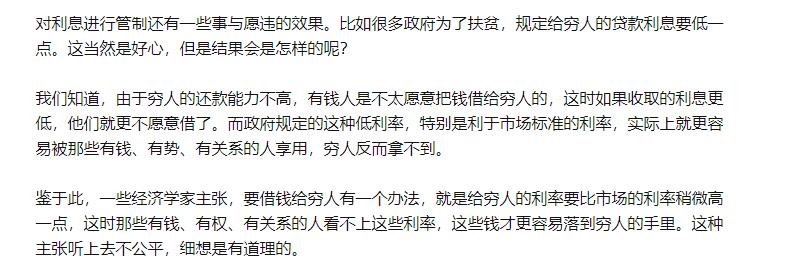 对利息进行管制还有一些事与愿违的效果。比如很多政府为了扶贫，规定给穷人的贷款利息要低一
点。这当然是好心，但是结果会是怎样的呢？
我们知道，由于穷人的还款能力不高，有钱人是不太愿意把钱借给穷人的，这时如果收取的利息更
低，他们就更不愿意借了。而政府规定的这种低利率，特别是利于市场标准的利率，实际上就更容
易被那些有钱、有势、有关系的人享用，穷人反而拿不到。
鉴于此，一些经济学家主张，要借钱给穷人有一个办法，就是给穷人的利率要比市场的利率稍微高
一点，这时那些有钱、有权、有关系的人看不上这些利率，这些钱才更容易落到穷人的手里。这种
主张听上去不公平，细想是有道理的。